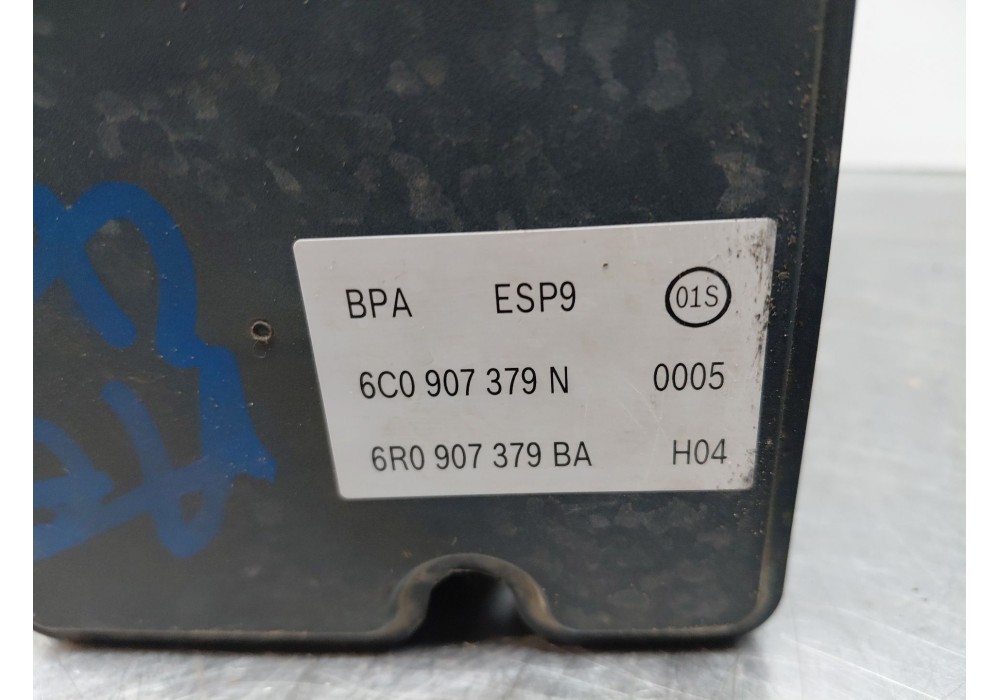 BPA ESP9 01S
6C0 907 379 N 0005
6R0 907 379 BA H04